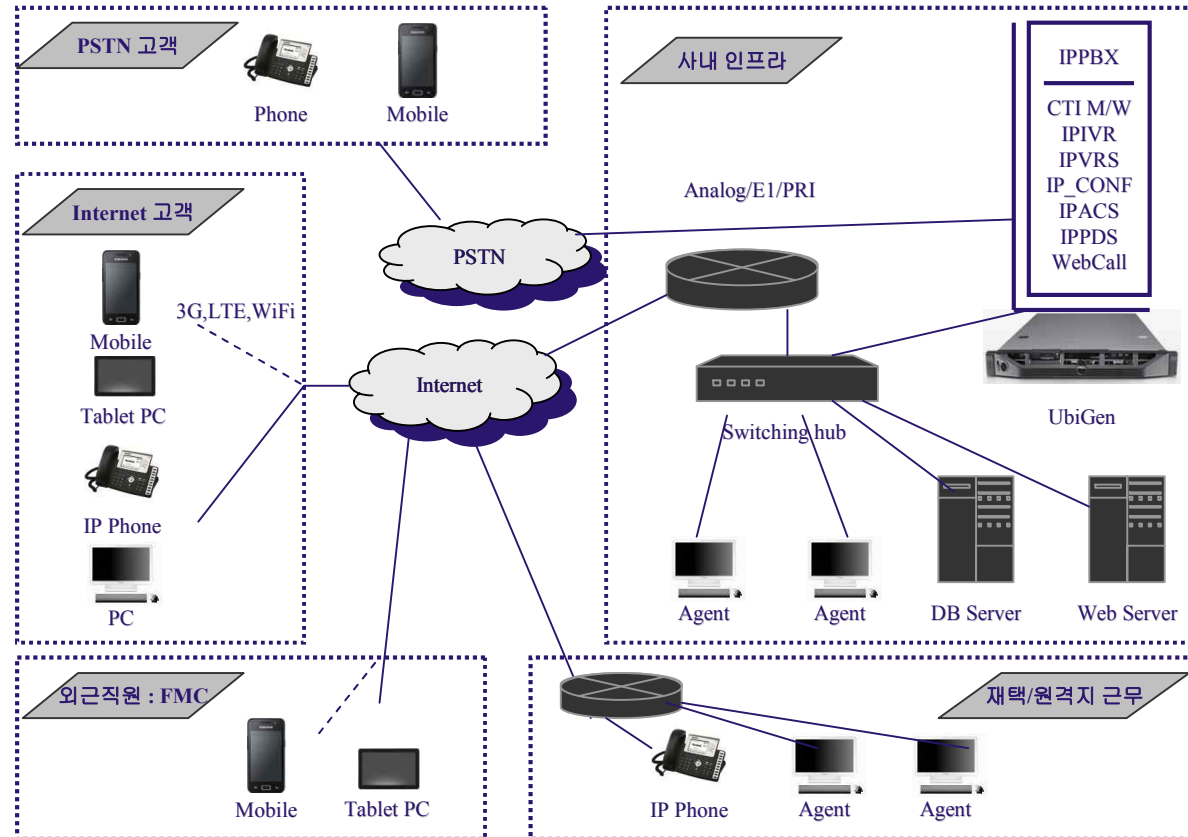 PSTN 고객
Phone
Mobile
Internet 고객
Mobile
3G,LTE,WiFi
Tablet PC
IP Phone
PC
PSTN
Internet
사내 인프라
Analog/E1/PRI
IPPBX
CTI M/W
IPIVR
IPVRS
IP_CONF
IPACS
IPPDS
WebCall
UbiGen
Switching hub
Agent
Agent
DB Server
Web Server
외근직원 : FMC
Mobile
Tablet PC
재택/원격지 근무
IP Phone
Agent
Agent